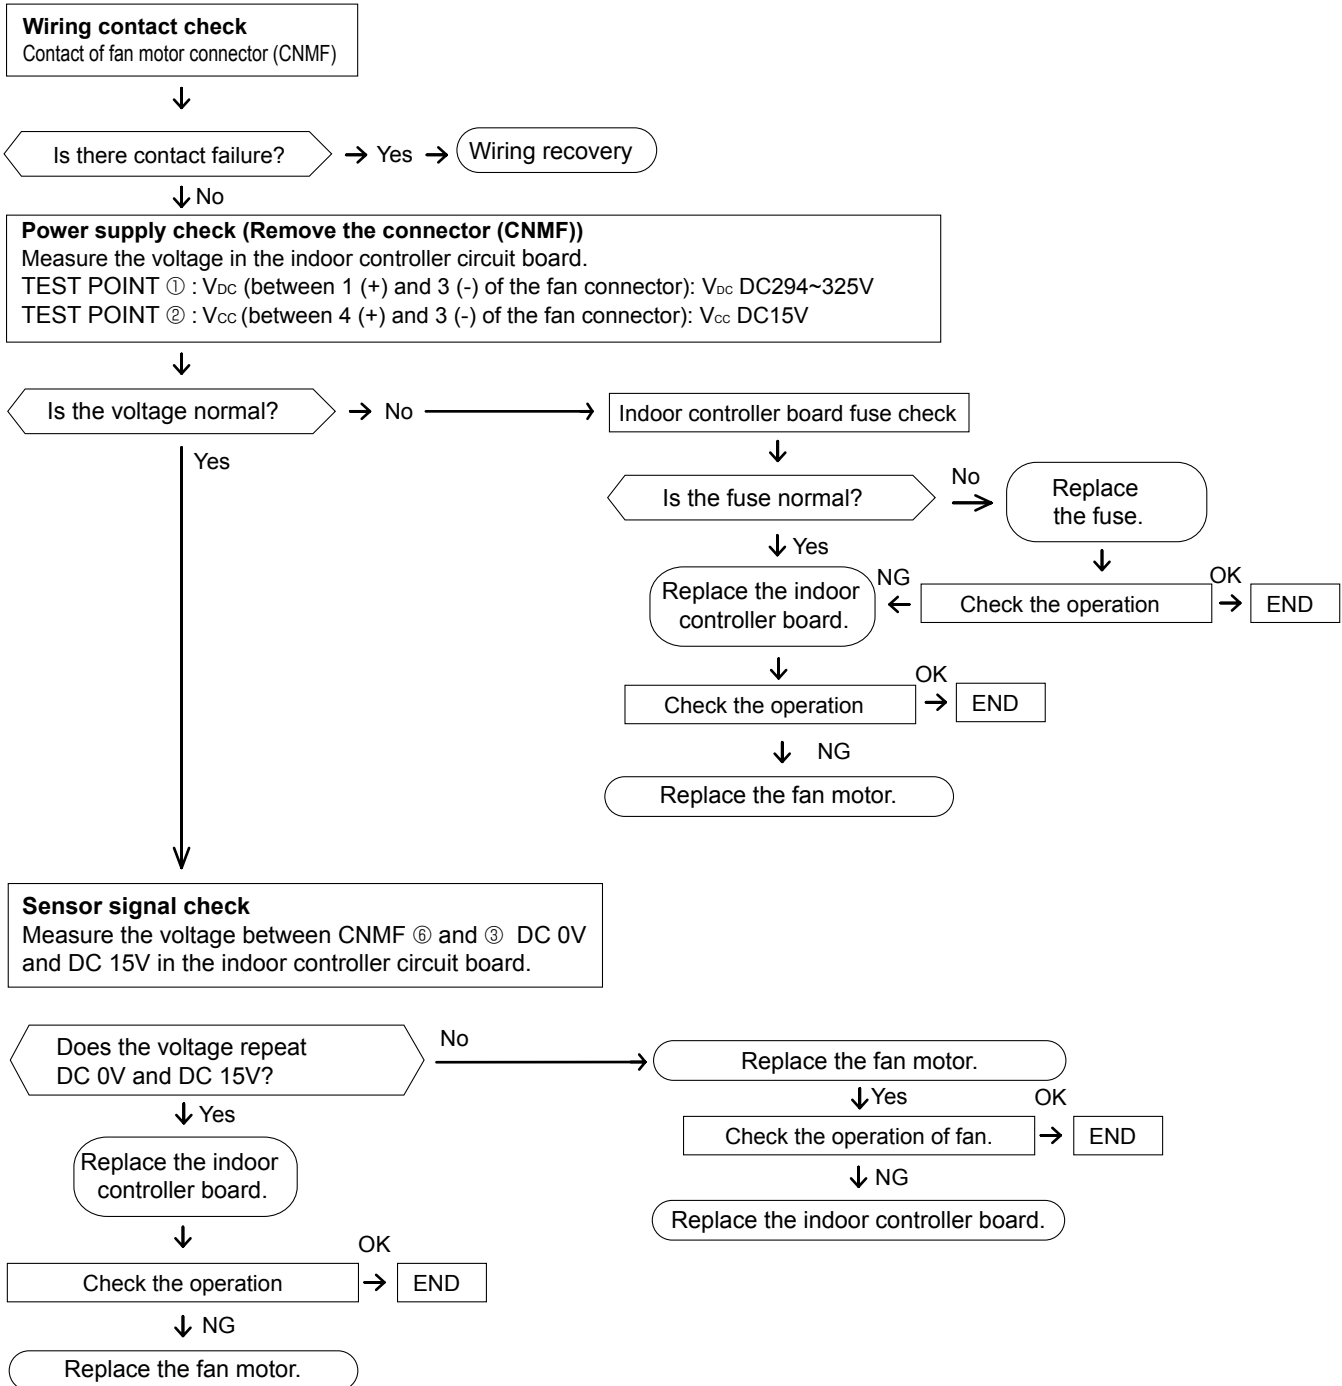 Wiring contact check
Contact of fan motor connector (CNMF)
Is there contact failure?
Yes
Wiring recovery
No
Power supply check (Remove the connector (CNMF))
Measure the voltage in the indoor controller circuit board.
TEST POINT ① : VDC (between 1 (+) and 3 (-) of the fan connector): VDC DC294~325V
TEST POINT ② : VCC (between 4 (+) and 3 (-) of the fan connector): VCC DC15V
Is the voltage normal?
No
Indoor controller board fuse check
Yes
Is the fuse normal?
No
Replace
the fuse.
Yes
Replace the indoor
controller board.
NG
Check the operation
OK
END
Check the operation
OK
END
NG
Replace the fan motor.
Sensor signal check
Measure the voltage between CNMF ⑥ and ③ DC 0V
and DC 15V in the indoor controller circuit board.
Does the voltage repeat
DC 0V and DC 15V?
No
Replace the fan motor.
Yes
Check the operation of fan.
OK
END
NG
Replace the indoor controller board.
Yes
Replace the indoor
controller board.
Check the operation
OK
END
NG
Replace the fan motor.